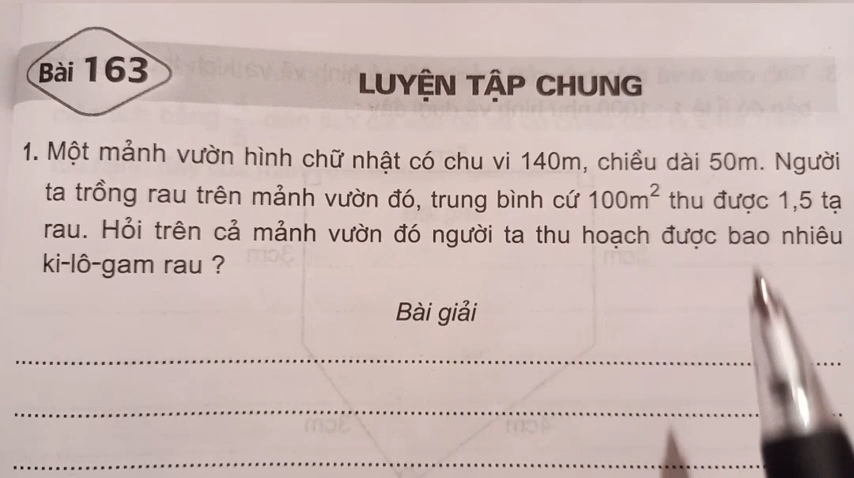 Bài 163
LUYỆN TẬP CHUNG
1. Một mảnh vườn hình chữ nhật có chu vi 140m, chiều dài 50m. Người
ta trồng rau trên mảnh vườn đó, trung bình cứ 100m² thu được 1,5 tạ
rau. Hỏi trên cả mảnh vườn đó người ta thu hoạch được bao nhiêu
ki-lô-gam rau ?
Bài giải